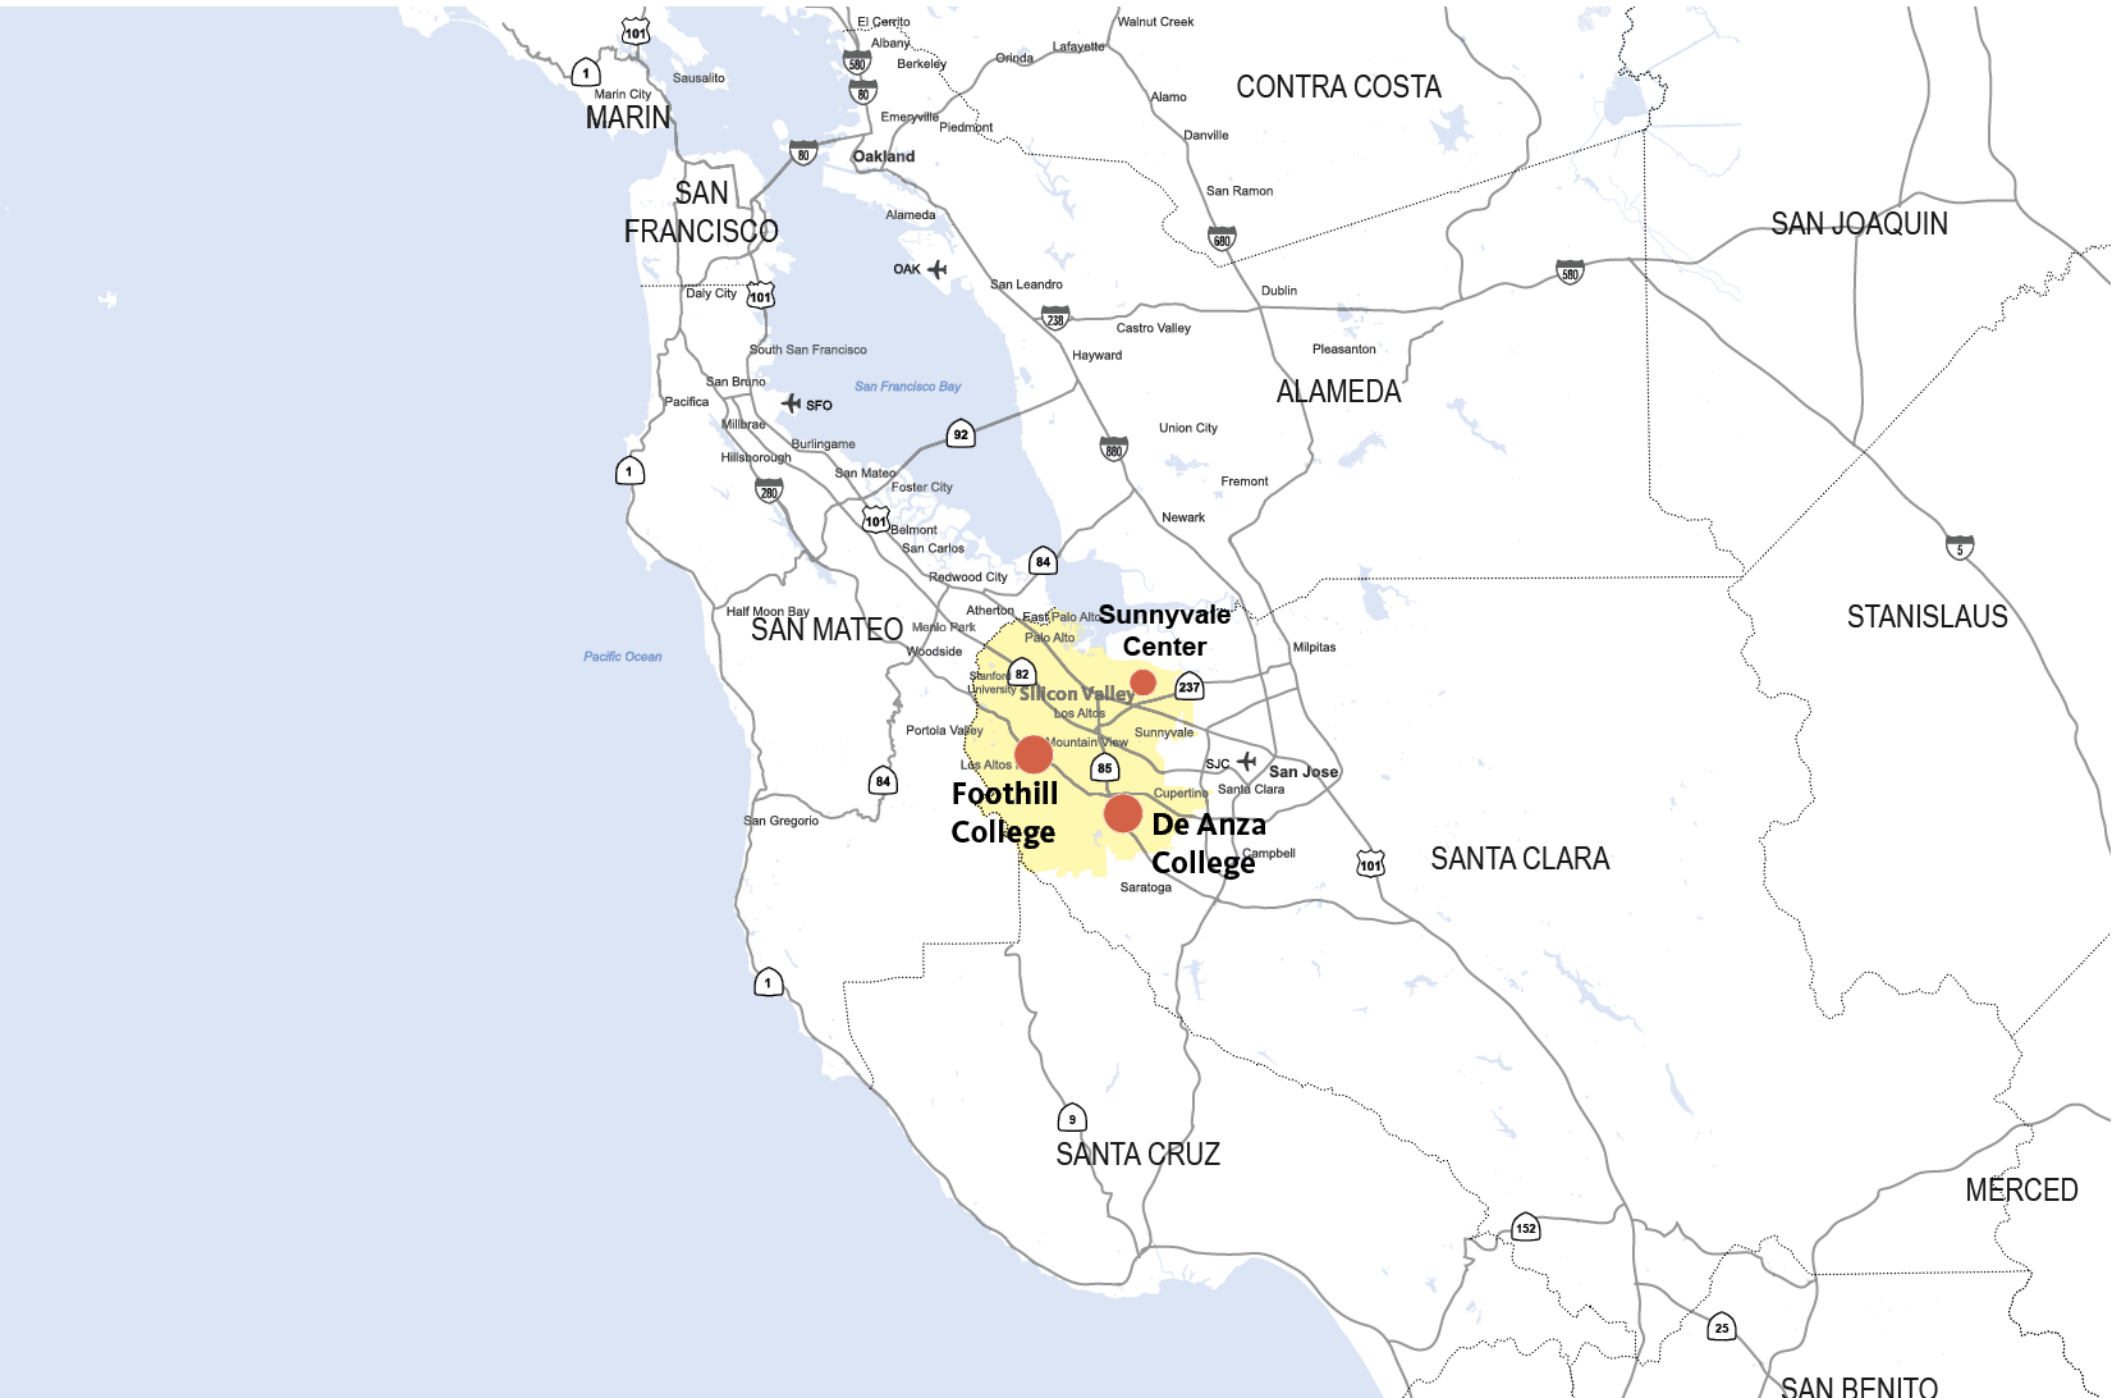 El Cerrito
Walnut Creek
101
Albany
Lafayette
Orinda
580
Berkeley
1
Sausalito
CONTRA COSTA
Marin City
80
Alamo
MARIN
Emeryville
Piedmont
Danville
80
Oakland
SAN
FRANCISCO
San Ramon
Alameda
SAN JOAQUIN
680
OAK
580
San Leandro
Dublin
Daly City
101
238
Castro Valley
South San Francisco
Pleasanton
Hayward
San Bruno
San Francisco Bay
ALAMEDA
Pacifica
SFO
Millbrae
Union City
92
Burlingame
880
Hillsborough
1
San Mateo
Foster City
Fremont
280
101
Belmont
Newark
San Carlos
5
84
Redwood City
Half Moon Bay
Atherton
East Palo Alto
Sunnyvale
Center
STANISLAUS
SAN MATEO
Menlo Park
Palo Alto
Pacific Ocean
Woodside
Milpitas
Stanford
University
82
237
Silicon Valley
Los Altos
Portola Valley
Sunnyvale
Mountain View
Los Altos
85
SJC
San Jose
84
Foothill
College
Cupertino
Santa Clara
San Gregorio
De Anza
College
Campbell
101
SANTA CLARA
Saratoga
1
9
SANTA CRUZ
MERCED
152
25
SAN BENITO